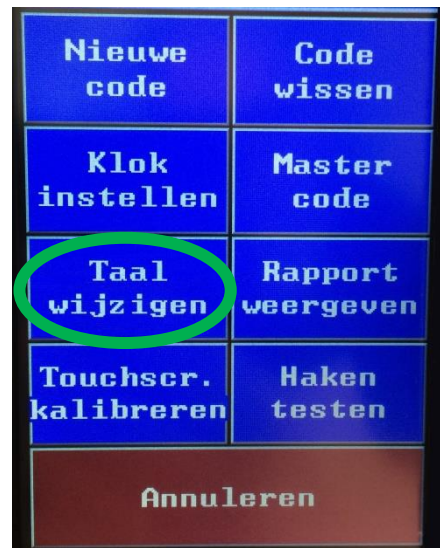 Nieuwe
code
Code
wissen
Klok
instellen
Master
code
Taal
wijzigen
Rapport
weergeven
Touchscr.
kalibreren
Haken
testen
Annuleren